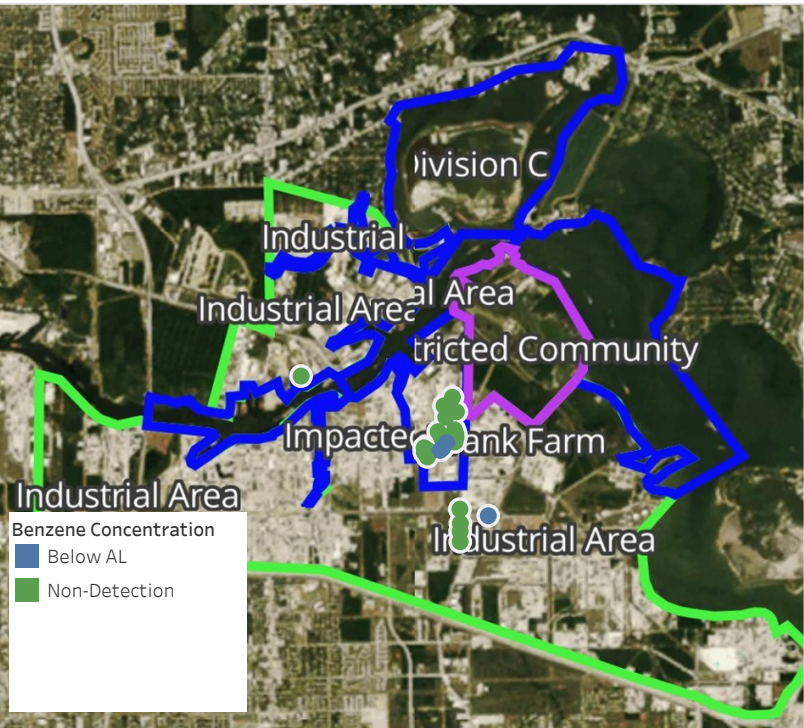 Division C
Industrial
Industrial Area
al Area
tricted Community
Impacted
ank Farm
Industrial Area
Industrial Area
Benzene Concentration
Below AL
Non-Detection